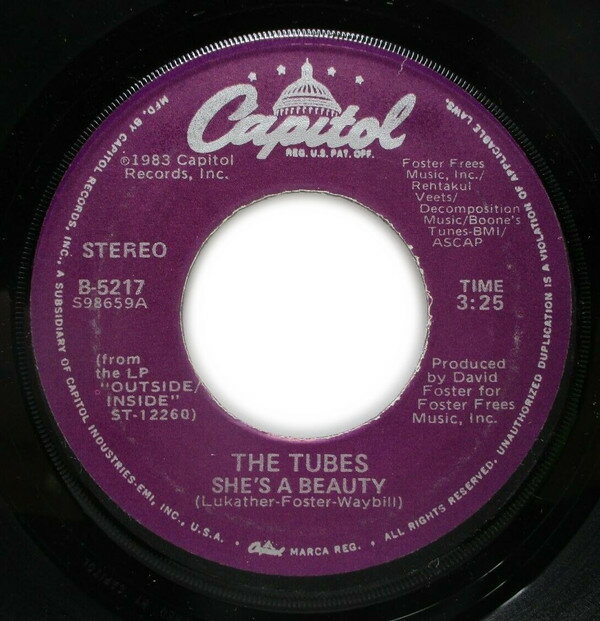 Capitol
REG. U.S. PAT. OFF.
℗1983 Capitol
Records, Inc.
Foster Frees
Music, Inc./
Rehtakul
Veets/
Decomposition
Music/Boone's
Tunes-BMI/
ASCAP
STEREO
B-5217
S98659A
TIME
3:25
(from
the LP
"OUTSIDE/
INSIDE"
ST-12260)
Produced
by David
Foster for
Foster Frees
Music, Inc.
THE TUBES
SHE'S A BEAUTY
(Lukather-Foster-Waybill)
MFD. BY CAPITOL RECORDS, INC., A SUBSIDIARY OF CAPITOL INDUSTRIES-EMI, INC., U.S.A. · Capitol MARCA REG. · ALL RIGHTS RESERVED. UNAUTHORIZED DUPLICATION IS A VIOLATION OF APPLICABLE LAWS.